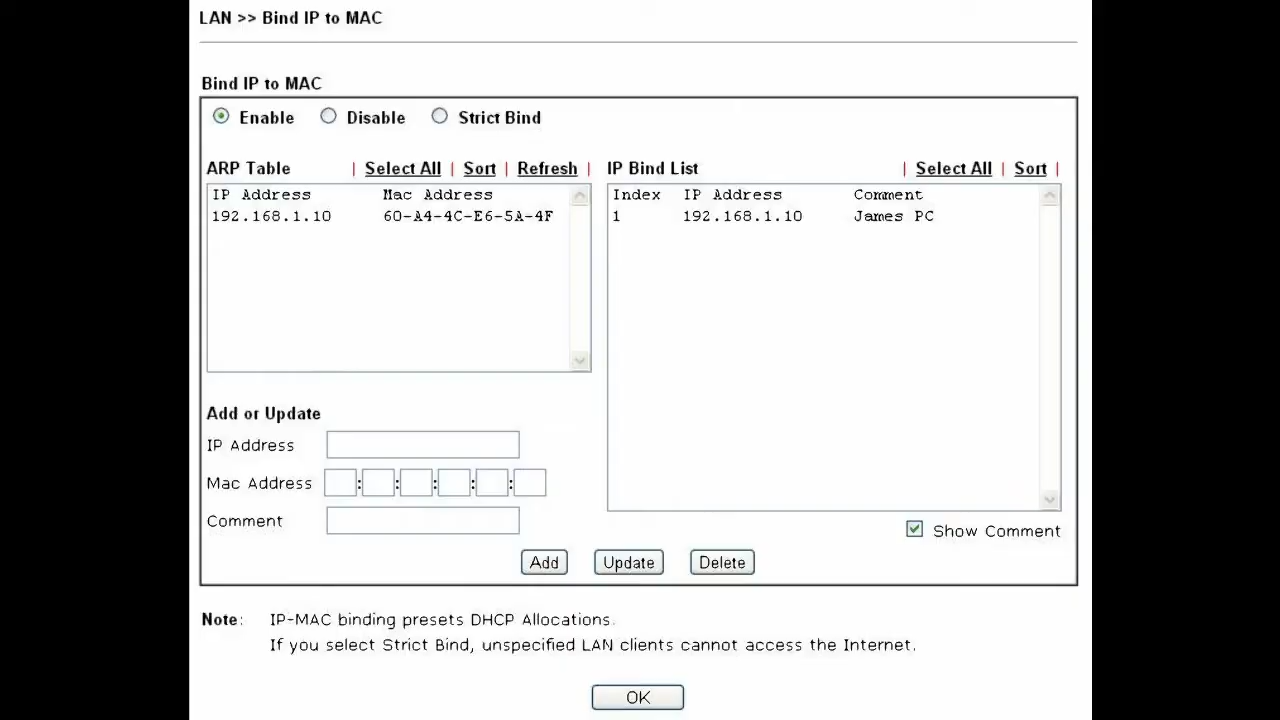 LAN >> Bind IP to MAC
Bind IP to MAC
Enable Disable Strict Bind
ARP Table | Select All | Sort | Refresh | IP Bind List | Select All | Sort |
IP Address Mac Address Index IP Address Comment
192.168.1.10 60-A4-4C-E6-5A-4F 1 192.168.1.10 James PC
Add or Update
IP Address
Mac Address : : : : :
Comment
Show Comment
Add Update Delete
Note: IP-MAC binding presets DHCP Allocations.
If you select Strict Bind, unspecified LAN clients cannot access the Internet.
OK